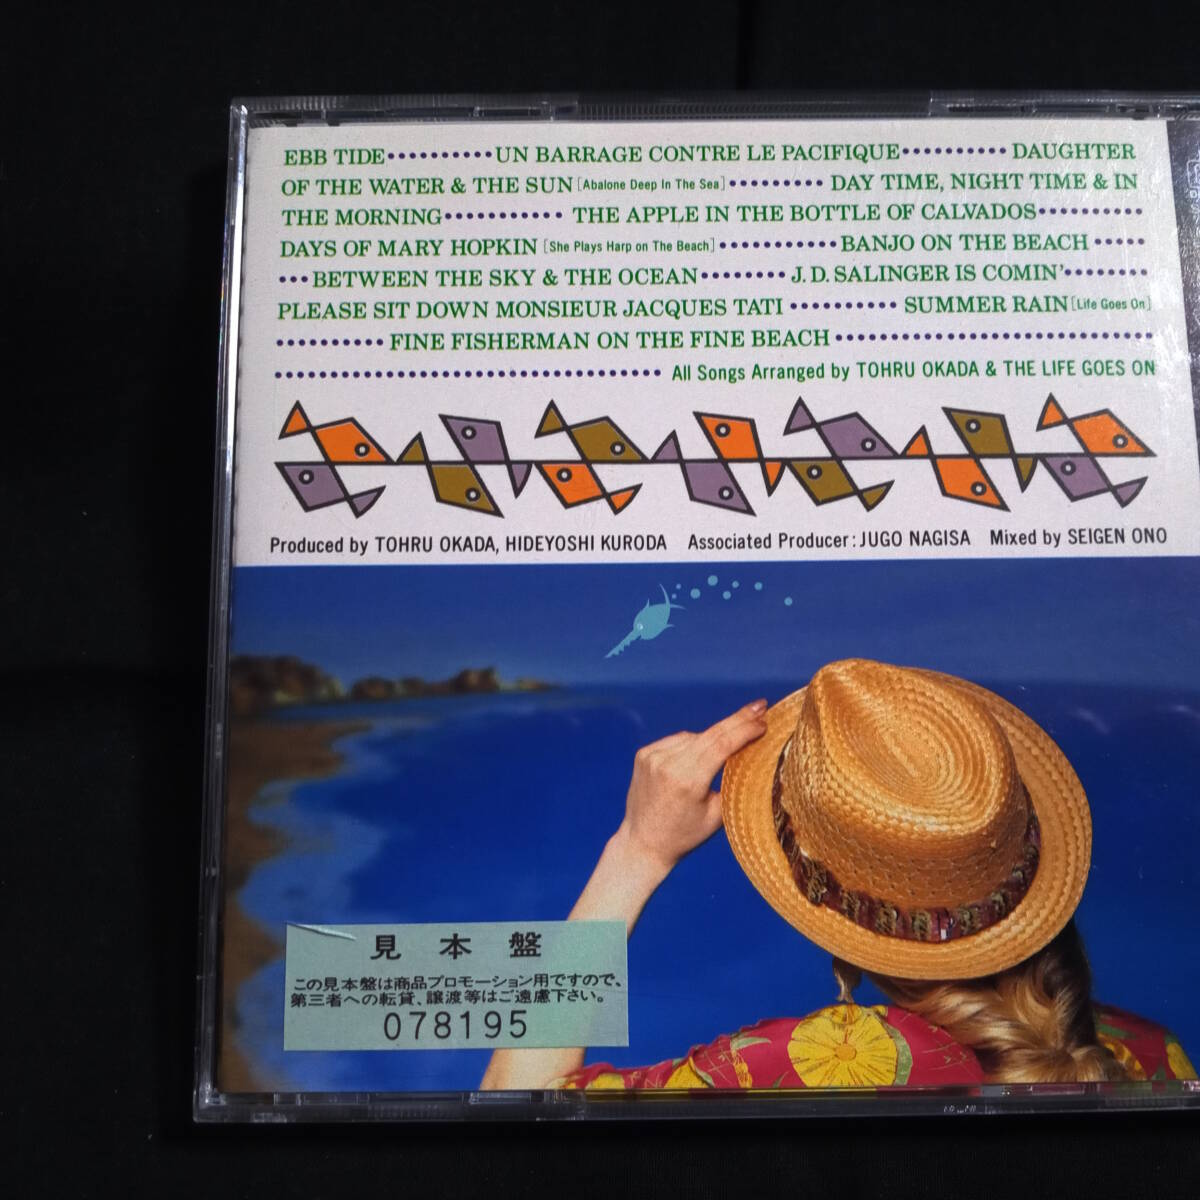 EBB TIDE••••••••••UN BARRAGE CONTRE LE PACIFIQUE•••••••••• DAUGHTER
OF THE WATER & THE SUN [Abalone Deep In The Sea]••••••••• DAY TIME, NIGHT TIME & IN
THE MORNING••••••••••• THE APPLE IN THE BOTTLE OF CALVADOS••••••••••
DAYS OF MARY HOPKIN [She Plays Harp on The Beach]••••••••••••BANJO ON THE BEACH •••••
•••BETWEEN THE SKY & THE OCEAN••••••••J.D. SALINGER IS COMIN'••••••••
PLEASE SIT DOWN MONSIEUR JACQUES TATI •••••••••• SUMMER RAIN [Life Goes On]
•••••••••• FINE FISHERMAN ON THE FINE BEACH ••••••••••••••••••••••••••••••
•••••••••••••••••••••••••••••••••••• All Songs Arranged by TOHRU OKADA & THE LIFE GOES ON
Produced by TOHRU OKADA, HIDEYOSHI KURODA Associated Producer: JUGO NAGISA Mixed by SEIGEN ONO
見本盤
この見本盤は商品プロモーション用ですので、
第三者への転貸、譲渡等はご遠慮下さい。
078195